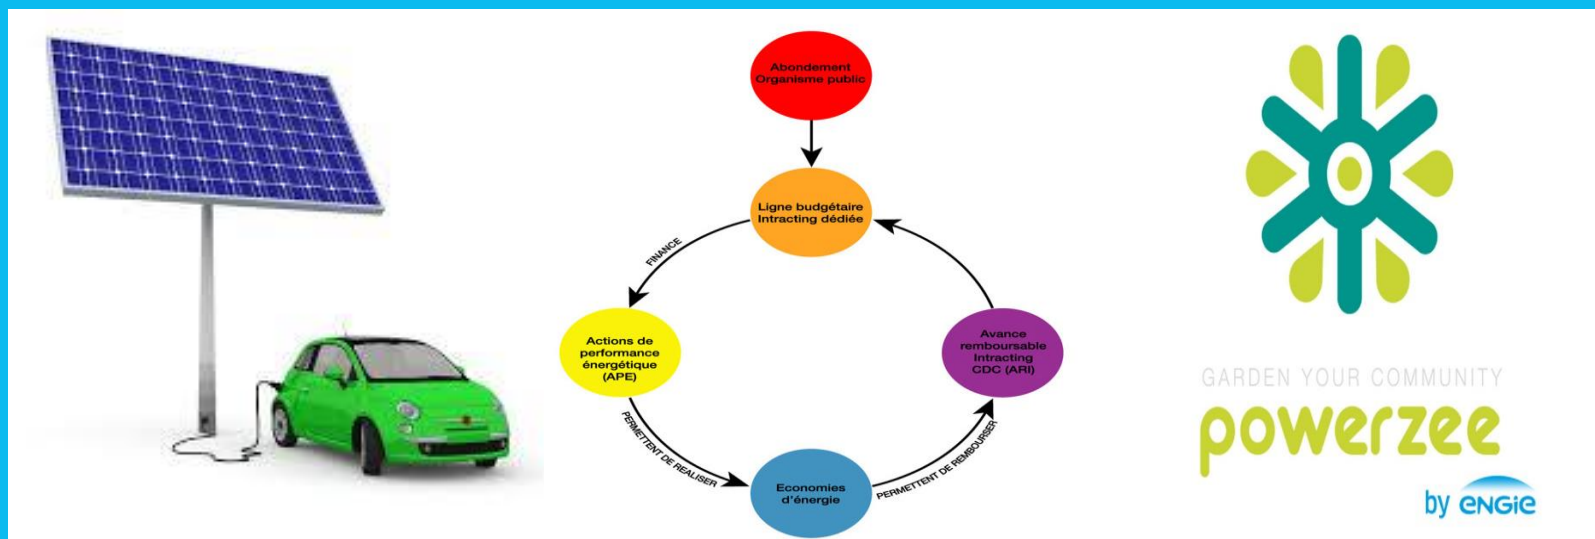 Abondement
Organisme public
Ligne budgétaire
Intracting dédiée
FINANCE
Actions de
performance
énergétique
(APE)
Avance
remboursable
Intracting
CDC (ARI)
PERMETTENT DE REALISER
PERMETTENT DE REMBOURSER
Economies
d'énergie
GARDEN YOUR COMMUNITY
powerzee
by ENGIE